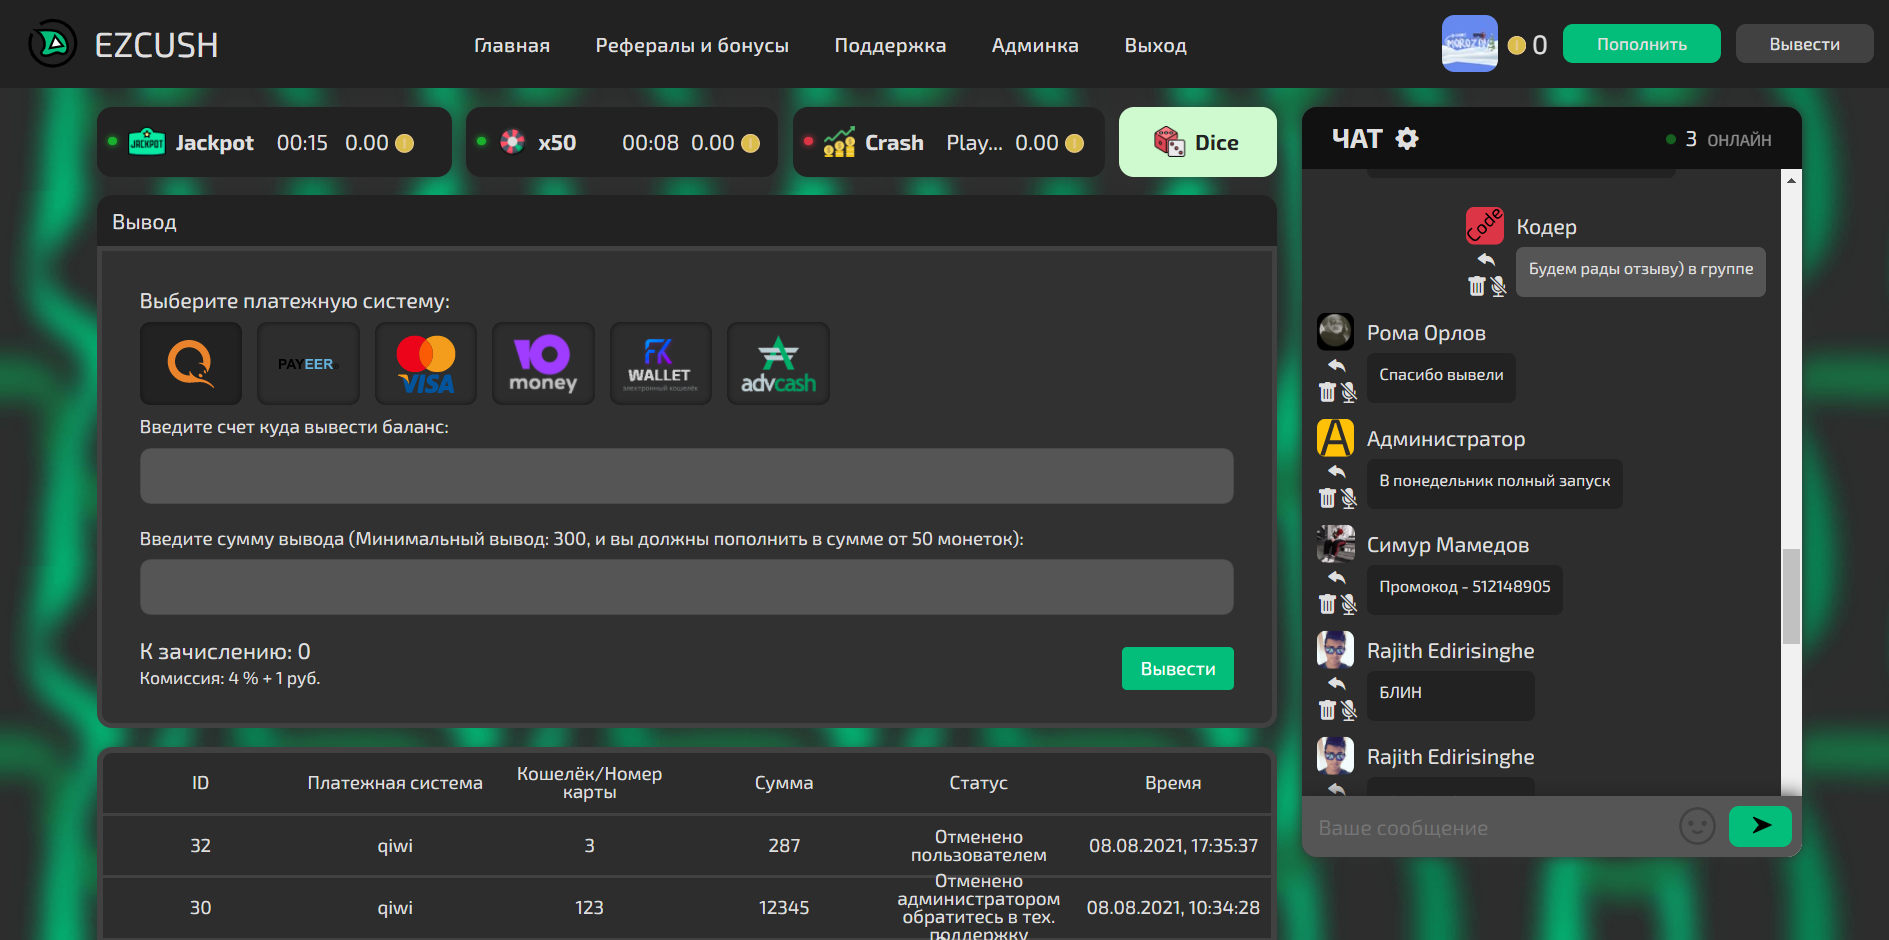 EZCUSH
Главная Рефералы и бонусы Поддержка Админка Выход
0 Пополнить Вывести
JACKPOT Jackpot 00:15 0.00
x50 00:08 0.00
Crash Play... 0.00
Dice
Вывод
Выберите платежную систему:
PAYEER
VISA
Ю money
FK WALLET
электронный кошелёк
advcash
Введите счет куда вывести баланс:
Введите сумму вывода (Минимальный вывод: 300, и вы должны пополнить в сумме от 50 монеток):
К зачислению: 0
Комиссия: 4 % + 1 руб.
Вывести
ID Платежная система Кошелёк/Номер карты Сумма Статус Время
32 qiwi 3 287 Отменено пользователем 08.08.2021, 17:35:37
30 qiwi 123 12345 Отменено администратором обратитесь в тех. поддержку 08.08.2021, 10:34:28
ЧАТ 3 ОНЛАЙН
Code Кодер
Будем рады отзыву) в группе
Рома Орлов
Спасибо вывели
А Администратор
В понедельник полный запуск
Симур Мамедов
Промокод - 512148905
Rajith Edirisinghe
БЛИН
Rajith Edirisinghe
Ваше сообщение